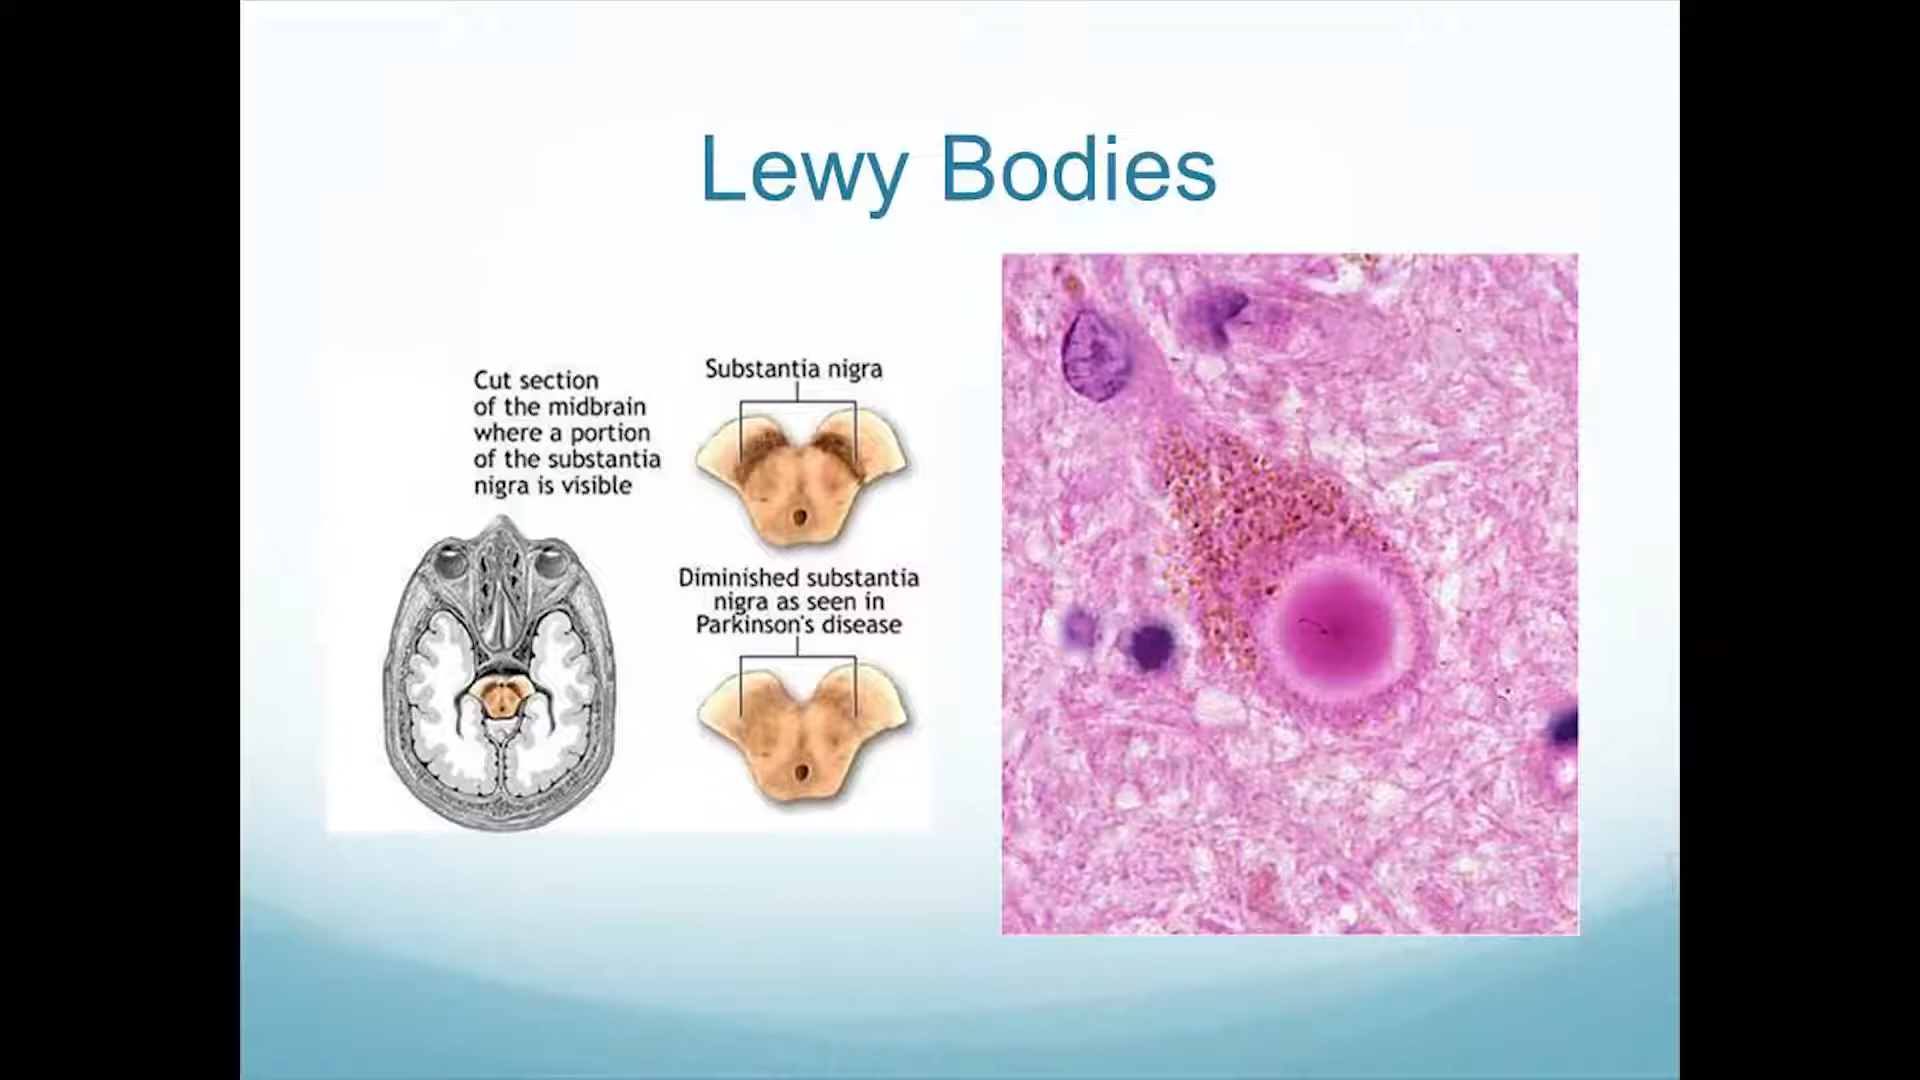 Lewy Bodies
Cut section
of the midbrain
where a portion
of the substantia
nigra is visible
Substantia nigra
Diminished substantia
nigra as seen in
Parkinson's disease